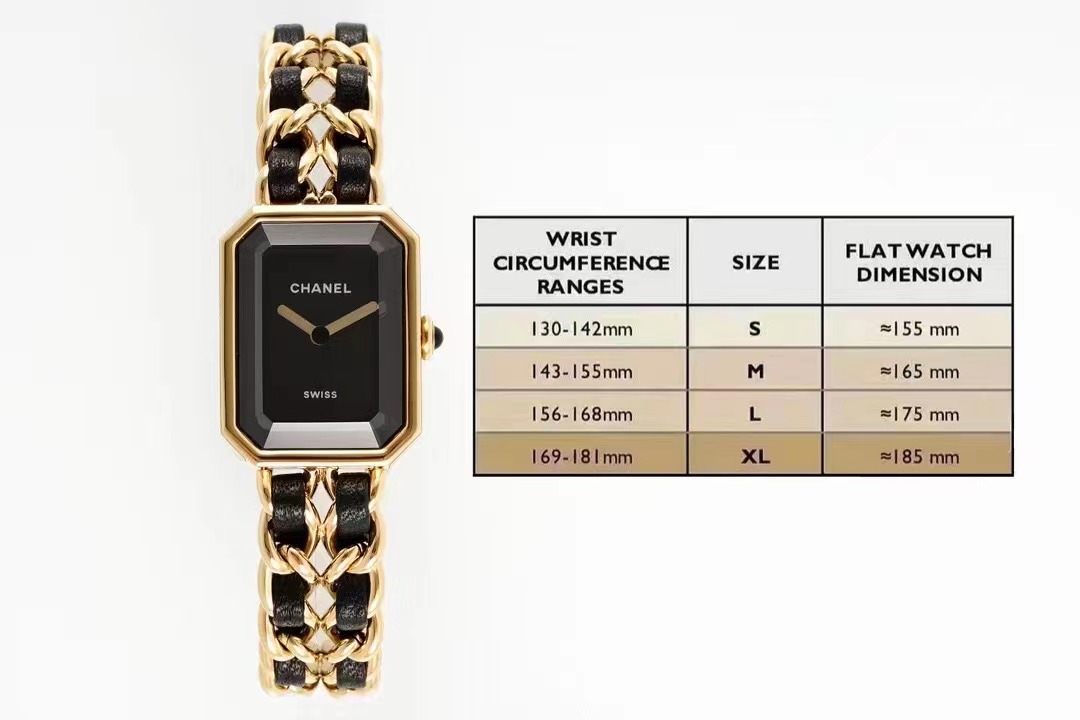 CHANEL
SWISS
WRIST
CIRCUMFERENCE
RANGES
SIZE
FLAT WATCH
DIMENSION
130-142mm S ≈155 mm
143-155mm M ≈165 mm
156-168mm L ≈175 mm
169-181mm XL ≈185 mm